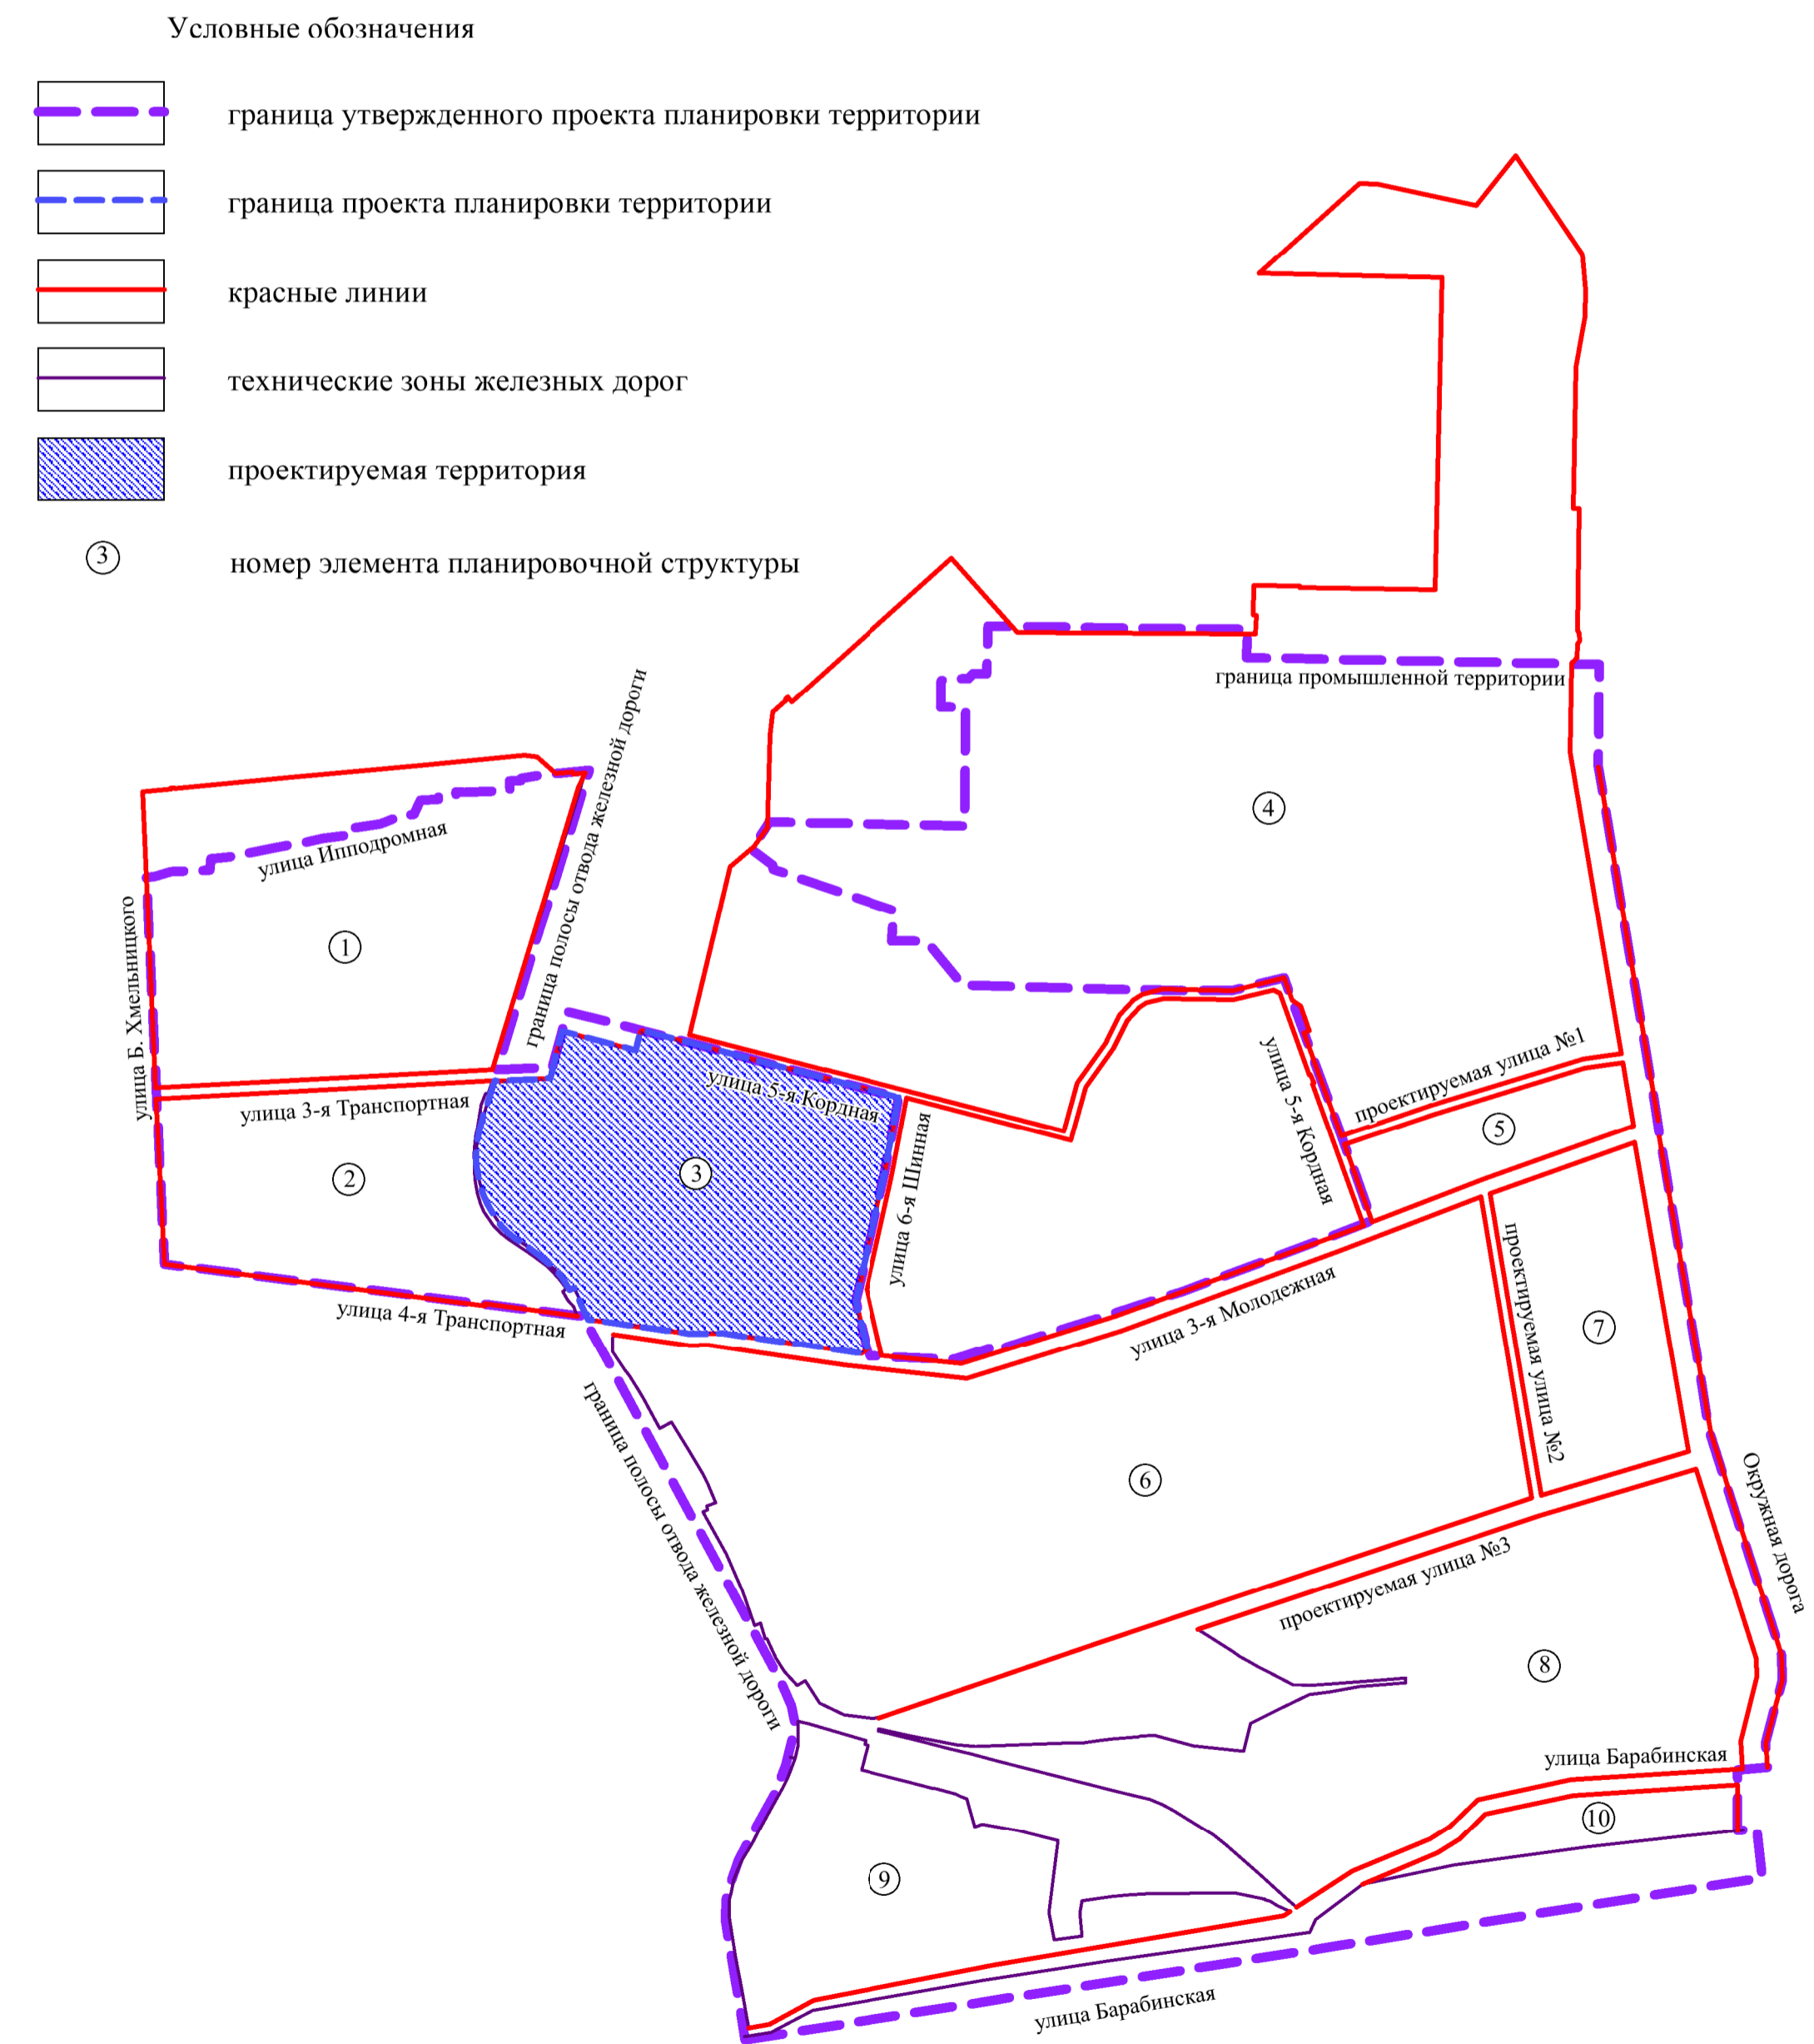 Условные обозначения
граница утвержденного проекта планировки территории
граница проекта планировки территории
красные линии
технические зоны железных дорог
проектируемая территория
3
номер элемента планировочной структуры
граница промышленной территории
граница полосы отвода железной дороги
4
улица Ипподромная
улица Б. Хмельницкого
1
улица 5-я Кордная
улица 3-я Транспортная
улица 5-я Кордная
проектируемая улица №1
5
2
3
улица 6-я Шинная
улица 4-я Транспортная
улица 3-я Молодежная
проектируемая улица №2
7
граница полосы отвода железной дороги
6
Окружная дорога
проектируемая улица №3
8
улица Барабинская
10
9
улица Барабинская